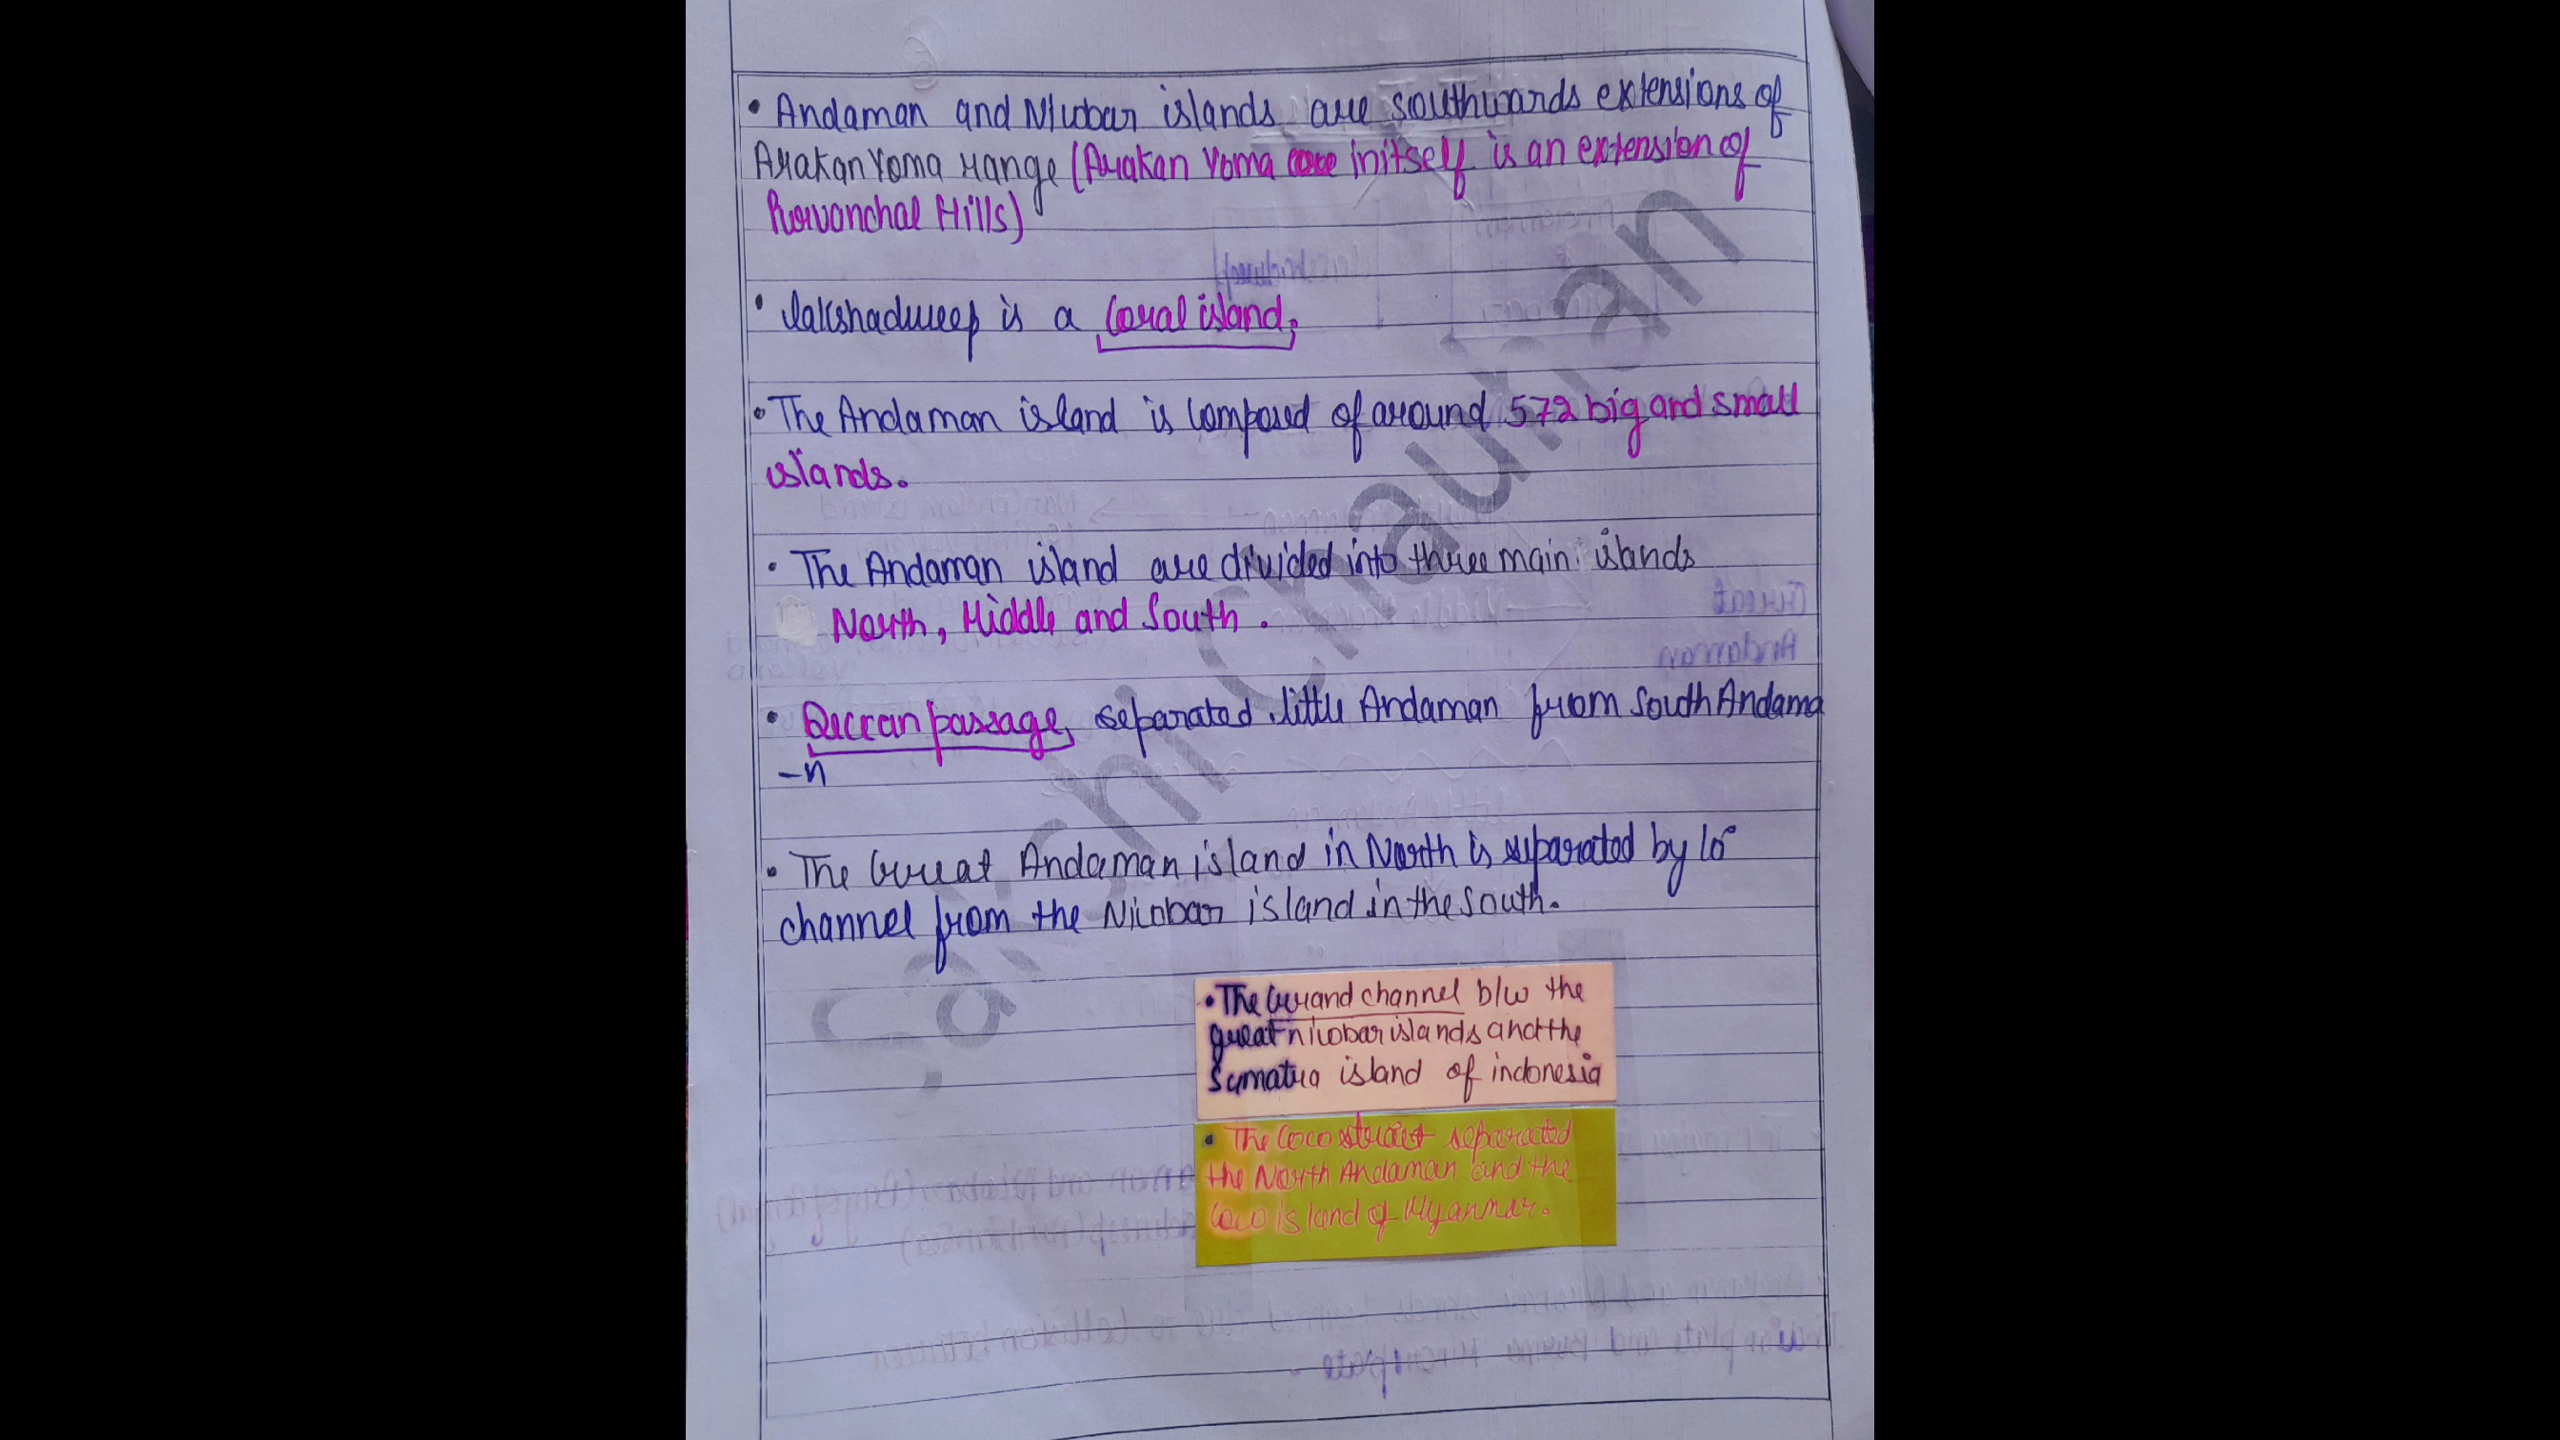 • Andaman and Nicobar islands are southwards extensions of
Arakan Yoma range (Arakan Yoma initself is an extension of
Purvanchal Hills)
• Lakshadweep is a Coral island,
• The Andaman island is composed of around 572 big and small
islands.
• The Andaman island are divided into three main islands
North, Middle and South.
• Duccan passage, separated little Andaman from South Andama
-n
• The Great Andaman island in North is separated by 10°
channel from the Nicobar island in the south.
• The Grand channel b/w the
great nicobar islands and the
Sumatra island of indonesia
• The Coco strait separated
the North Andaman and the
Coco island of Myanmar.
Sakshi Chauhan